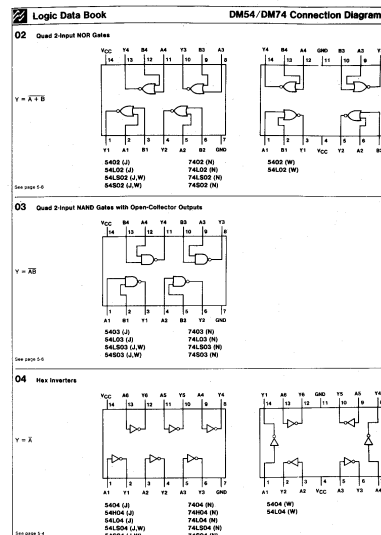 Logic Data Book DM54/DM74 Connection Diagram
02 Quad 2-Input NOR Gates
VCC Y4 B4 A4 Y3 B3 A3
14 13 12 11 10 9 8
Y = A + B
1 2 3 4 5 6 7
Y1 A1 B1 Y2 A2 B2 GND
5402 (J) 7402 (N)
54L02 (J) 74L02 (N)
54LS02 (J,W) 74LS02 (N)
54S02 (J,W) 74S02 (N)
Y4 B4 A4 GND B3 A3
14 13 12 11 10 9
1 2 3 4 5 6
A1 B1 Y1 VCC Y2 A2
5402 (W)
54L02 (W)
See page 5-6
03 Quad 2-Input NAND Gates with Open-Collector Outputs
VCC B4 A4 Y4 B3 A3 Y3
14 13 12 11 10 9 8
Y = AB
1 2 3 4 5 6 7
A1 B1 Y1 A2 B2 Y2 GND
5403 (J) 7403 (N)
54L03 (J) 74L03 (N)
54LS03 (J,W) 74LS03 (N)
54S03 (J,W) 74S03 (N)
See page 5-6
04 Hex Inverters
VCC A6 Y6 A5 Y5 A4 Y4
14 13 12 11 10 9 8
Y = A
1 2 3 4 5 6 7
A1 Y1 A2 Y2 A3 Y3 GND
5404 (J) 7404 (N)
54H04 (J) 74H04 (N)
54L04 (J) 74L04 (N)
54LS04 (J,W) 74LS04 (N)
Y1 A6 Y6 GND Y5 A5 Y4
14 13 12 11 10 9
1 2 3 4 5 6
A1 Y2 A2 VCC A3 Y3 A4
5404 (W)
54L04 (W)
See page 5-4